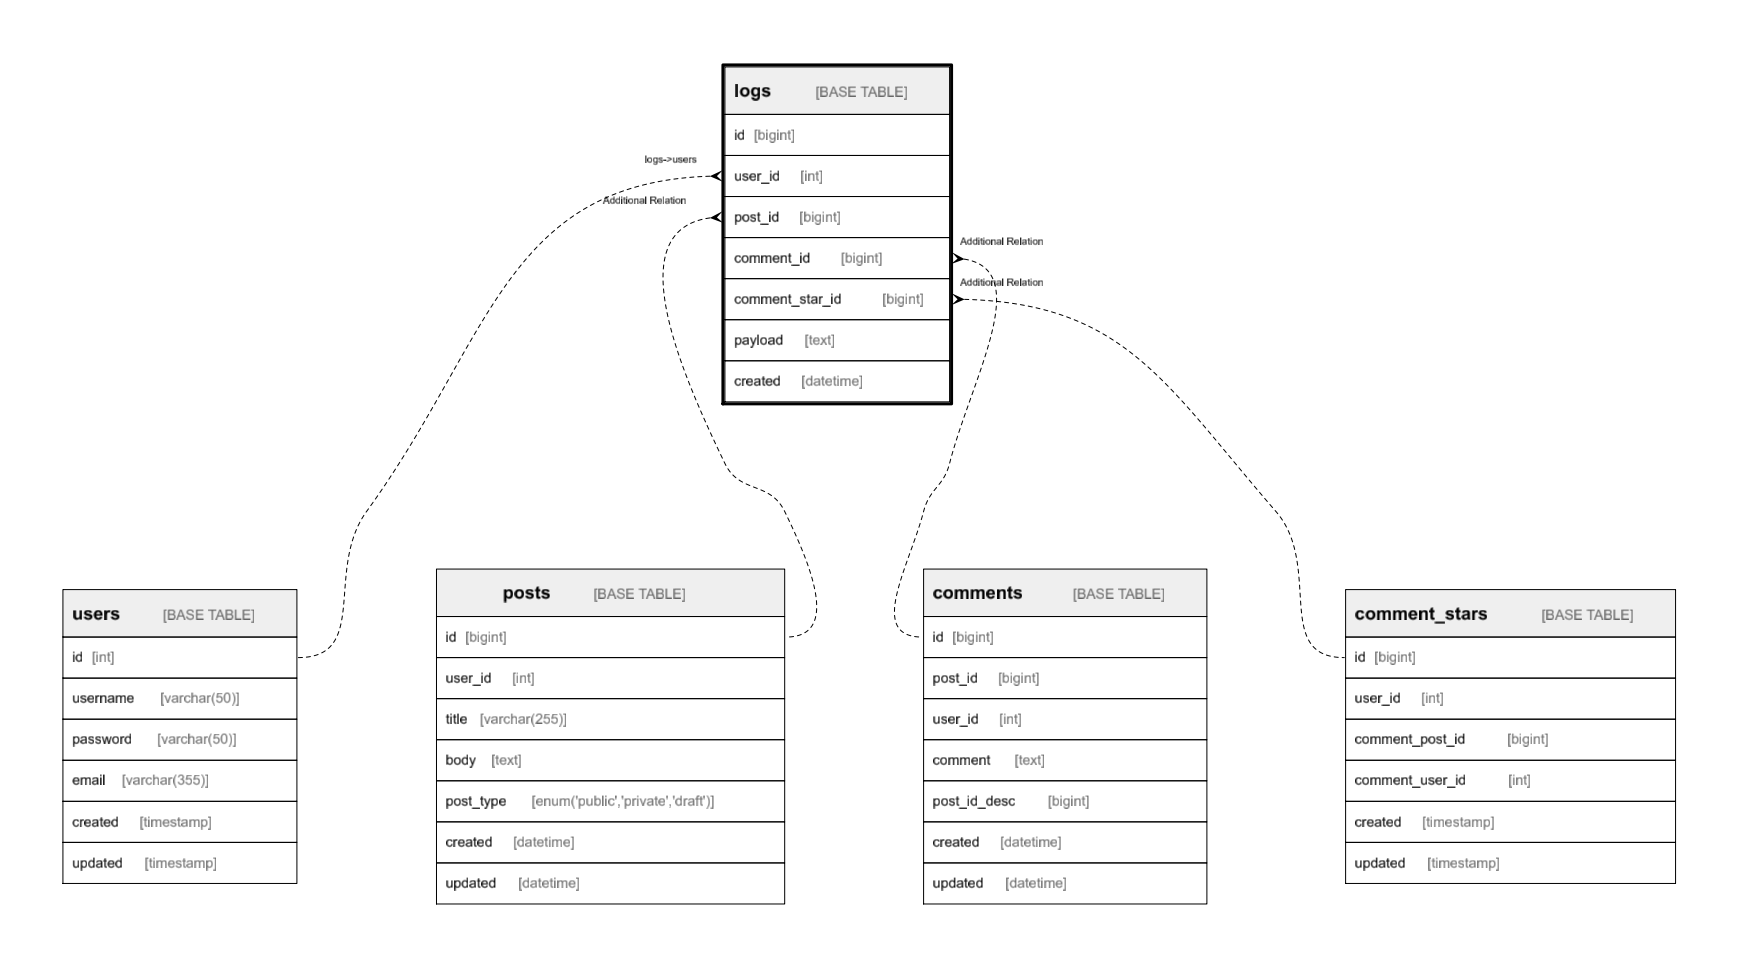 logs [BASE TABLE]
id [bigint]
logs->users
user_id [int]
Additional Relation
post_id [bigint]
Additional Relation
comment_id [bigint]
Additional Relation
comment_star_id [bigint]
payload [text]
created [datetime]
users [BASE TABLE]
id [int]
username [varchar(50)]
password [varchar(50)]
email [varchar(355)]
created [timestamp]
updated [timestamp]
posts [BASE TABLE]
id [bigint]
user_id [int]
title [varchar(255)]
body [text]
post_type [enum('public','private','draft')]
created [datetime]
updated [datetime]
comments [BASE TABLE]
id [bigint]
post_id [bigint]
user_id [int]
comment [text]
post_id_desc [bigint]
created [datetime]
updated [datetime]
comment_stars [BASE TABLE]
id [bigint]
user_id [int]
comment_post_id [bigint]
comment_user_id [int]
created [timestamp]
updated [timestamp]